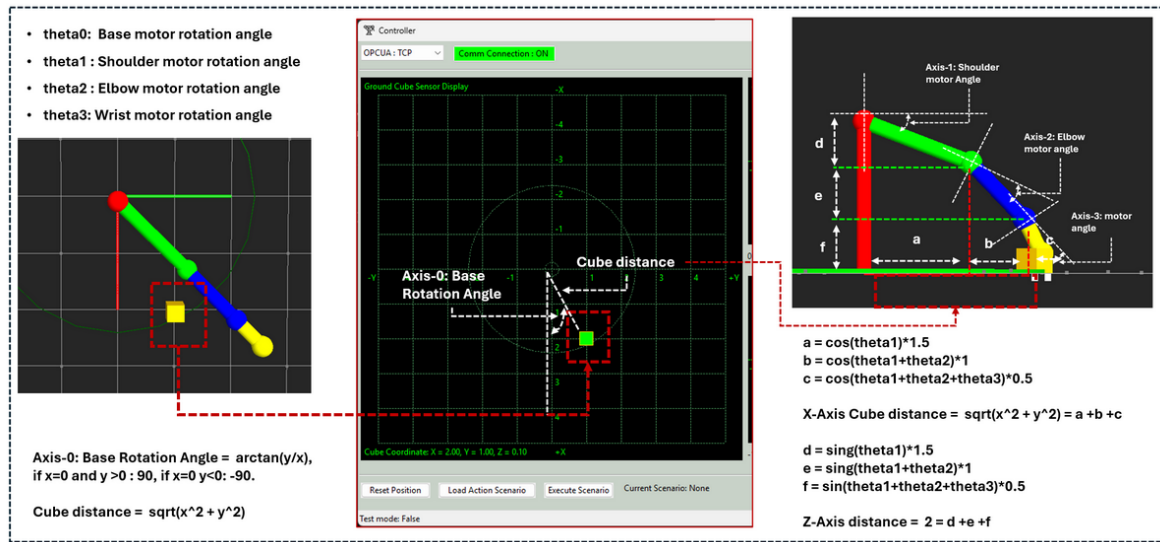 • theta0:  Base motor rotation angle
• theta1 : Shoulder motor rotation angle
• theta2 : Elbow motor rotation angle
• theta3: Wrist motor rotation angle
Axis-0: Base Rotation Angle =  arctan(y/x),
if x=0 and y >0 : 90, if x=0 y<0: -90.
Cube distance =  sqrt(x^2 + y^2)
Controller
OPCUA : TCP
Comm Connection : ON
Ground Cube Sensor Display
-X
-4
-3
-2
-1
-Y
-1
1
2
3
4
+Y
0
Cube distance
Axis-0: Base
Rotation Angle
1
2
3
4
Cube Coordinate: X = 2.00, Y = 1.00, Z = 0.10
+X
Reset Position
Load Action Scenario
Execute Scenario
Current Scenario: None
Test mode: False
Axis-1: Shoulder
motor Angle
Axis-2: Elbow
motor angle
Axis-3: motor
angle
d
e
f
a
b
c
a = cos(theta1)*1.5
b = cos(theta1+theta2)*1
c = cos(theta1+theta2+theta3)*0.5
X-Axis Cube distance =  sqrt(x^2 + y^2) = a +b +c
d = sing(theta1)*1.5
e = sing(theta1+theta2)*1
f = sin(theta1+theta2+theta3)*0.5
Z-Axis distance =  2 = d +e +f